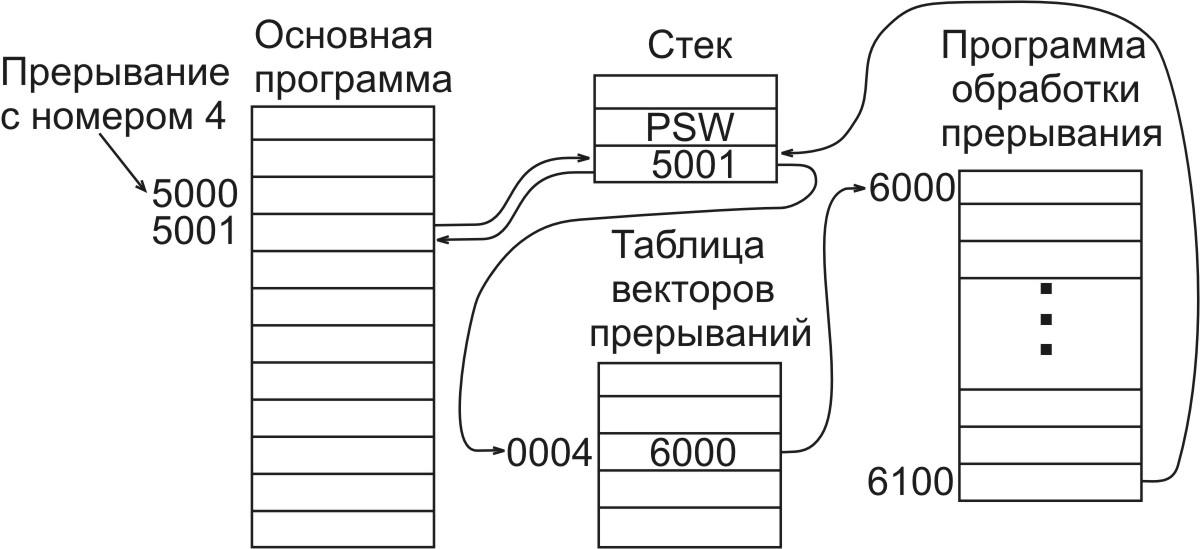 Прерывание
с номером 4
5000
5001
Основная
программа
Стек
PSW
5001
Таблица
векторов
прерываний
0004
6000
Программа
обработки
прерывания
6000
6100